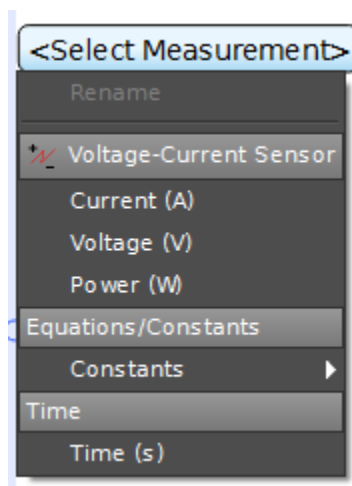 <Select Measurement>
Rename
Voltage-Current Sensor
Current (A)
Voltage (V)
Power (W)
Equations/Constants
Constants
Time
Time (s)